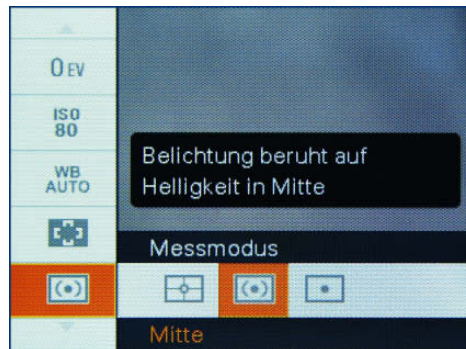 0 EV
ISO
80
WB
AUTO
Belichtung beruht auf
Helligkeit in Mitte
Messmodus
Mitte